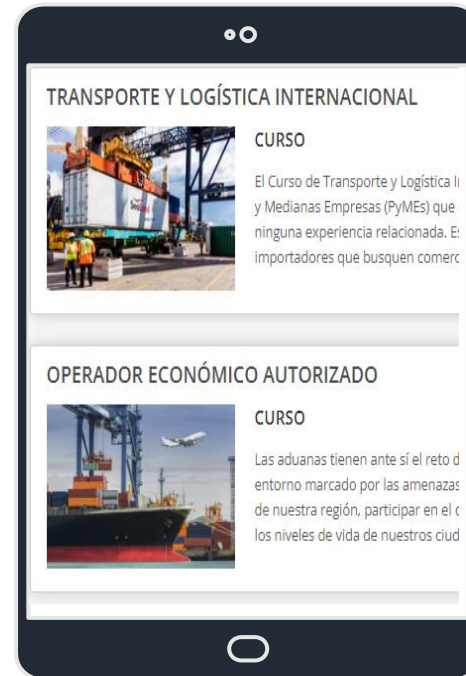 TRANSPORTE Y LOGÍSTICA INTERNACIONAL
CURSO
El Curso de Transporte y Logística
y Medianas Empresas (PyMEs) que
ninguna experiencia relacionada.
importadores que busquen
OPERADOR ECONÓMICO AUTORIZADO
CURSO
Las aduanas tienen ante sí el reto
entorno marcado por las amenazas
de nuestra región, participar en el
los niveles de vida de nuestros